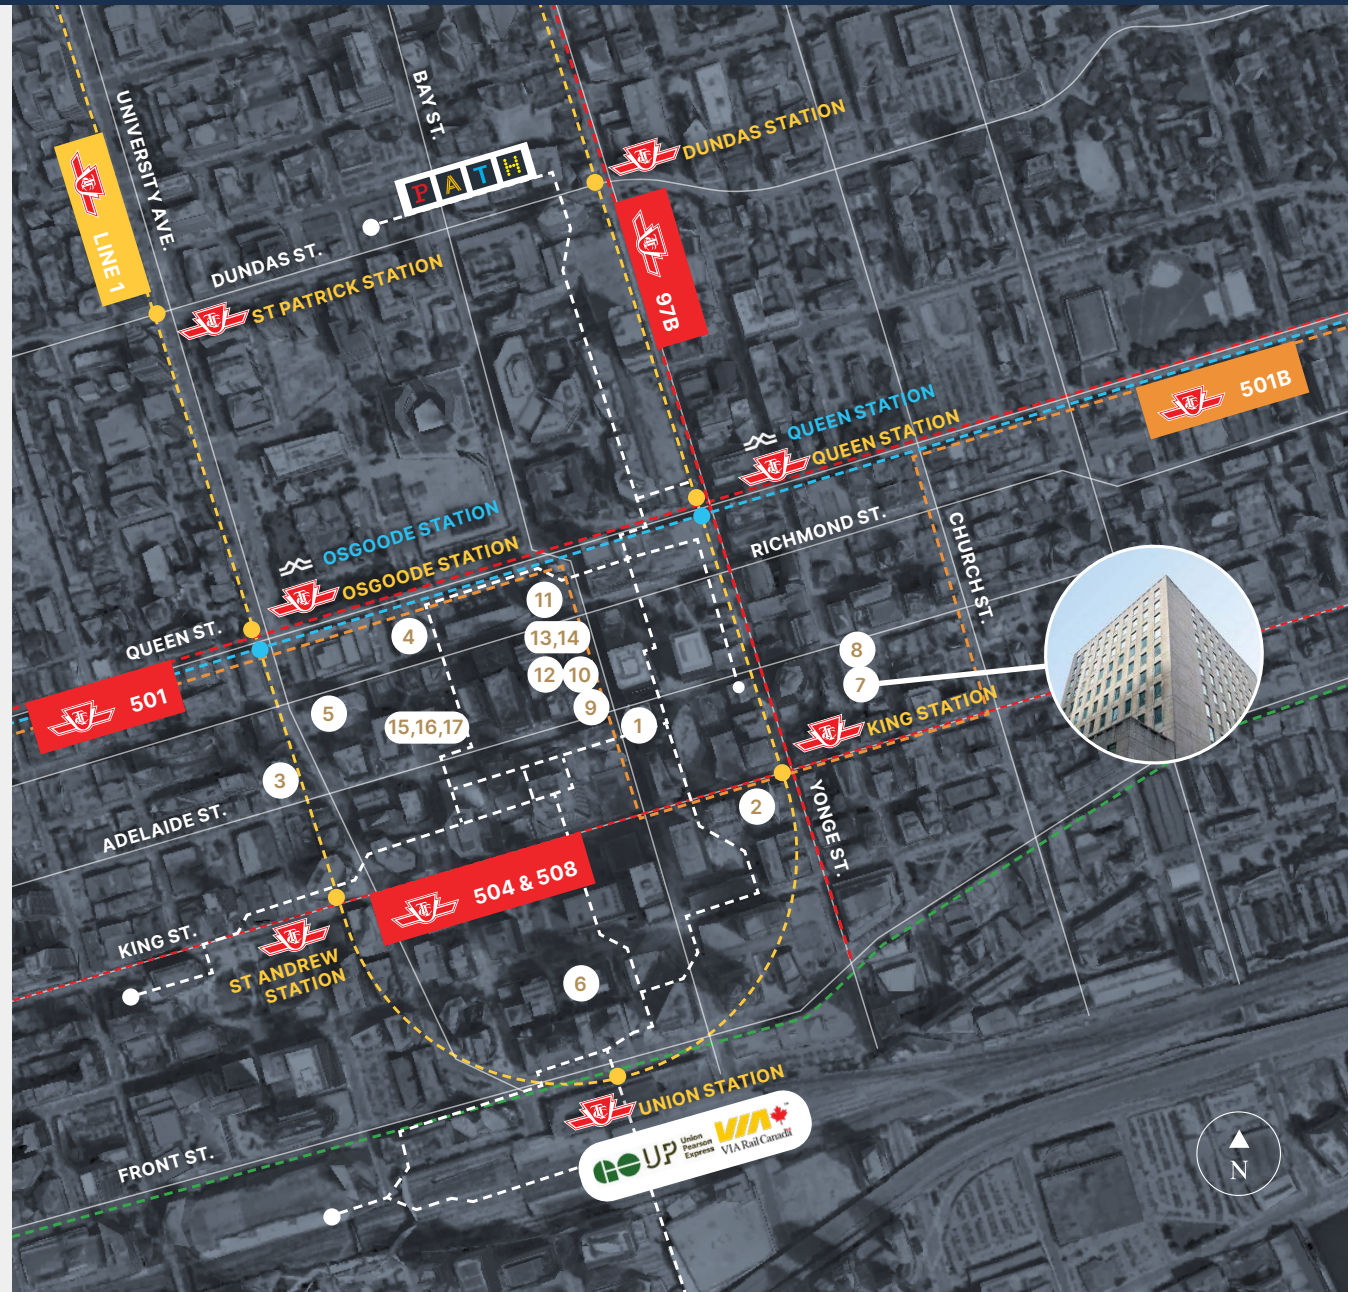 UNIVERSITY AVE.
BAY ST.
DUNDAS STATION
PATH
LINE 1
DUNDAS ST.
ST PATRICK STATION
97B
501B
QUEEN STATION
QUEEN STATION
OSGOODE STATION
OSGOODE STATION
RICHMOND ST.
CHURCH ST.
QUEEN ST.
11
4
13,14
8
12
10
7
501
5
9
15,16,17
1
KING STATION
3
2
YONGE ST.
ADELAIDE ST.
504 & 508
KING ST.
ST ANDREW
STATION
6
UNION STATION
GO
UP
Union
Pearson
Express
VIA
VIA Rail Canada
FRONT ST.
N